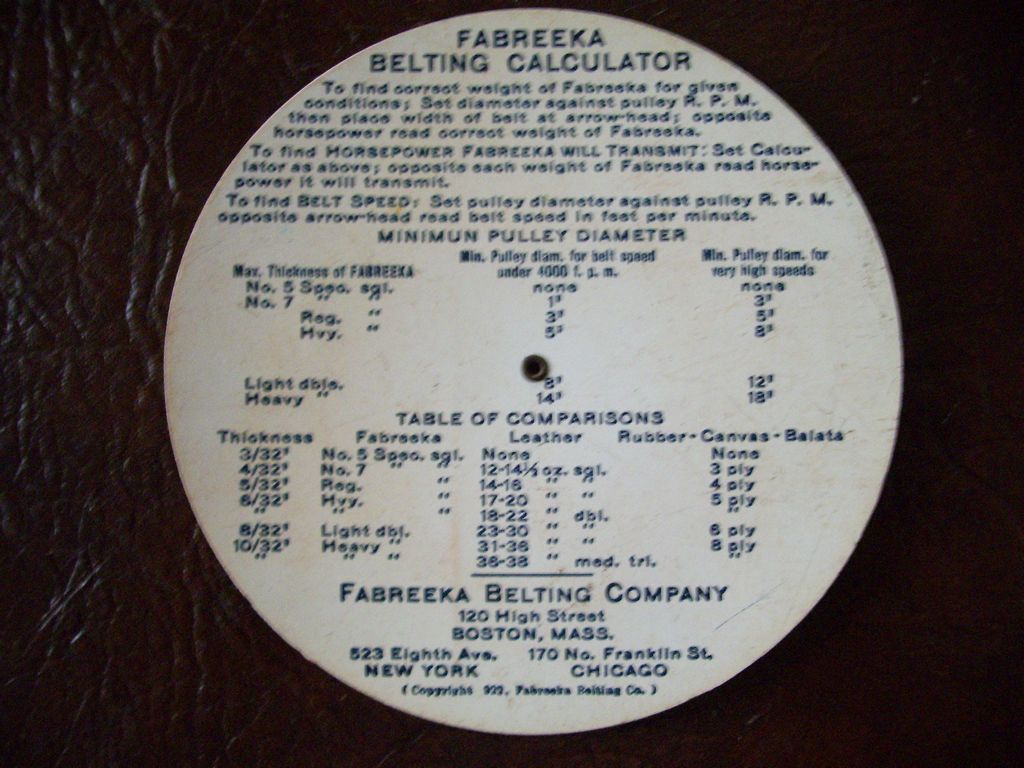 FABREEKA
BELTING CALCULATOR
To find correct weight of Fabreeka for given
conditions; Set diameter against pulley R. P. M.
then place width of belt at arrow-head; opposite
horsepower read correct weight of Fabreeka.
To find HORSEPOWER FABREEKA WILL TRANSMIT: Set Calcu-
lator as above; opposite each weight of Fabreeka read horse-
power it will transmit.
To find BELT SPEED; Set pulley diameter against pulley R. P. M.
opposite arrow-head read belt speed in feet per minute.
MINIMUN PULLEY DIAMETER
Max. Thickness of FABREEKA Min. Pulley diam. for belt speed under 4000 f. p. m. Min. Pulley diam. for very high speeds
No. 5 Spec. sgl. none none
No. 7 " " 1" 3"
Reg. " 3" 5"
Hvy. " 5" 8"
Light dble. 8" 12"
Heavy " 14" 18"
TABLE OF COMPARISONS
Thickness Fabreeka Leather Rubber-Canvas-Balata
3/32" No. 5 Spec. sgl. None None
4/32" No. 7 " " 12-14½ oz. sgl. 3 ply
5/32" Reg. " 14-16 " " 4 ply
6/32" Hvy. " 17-20 " " 5 ply
" " " 18-22 " dbl. "
8/32" Light dbl. 23-30 " " 6 ply
10/32" Heavy " 31-36 " " 8 ply
" " " 36-38 " med. tri. "
FABREEKA BELTING COMPANY
120 High Street
BOSTON, MASS.
523 Eighth Ave. 170 No. Franklin St.
NEW YORK CHICAGO
(Copyright 922, Fabreeka Belting Co.)